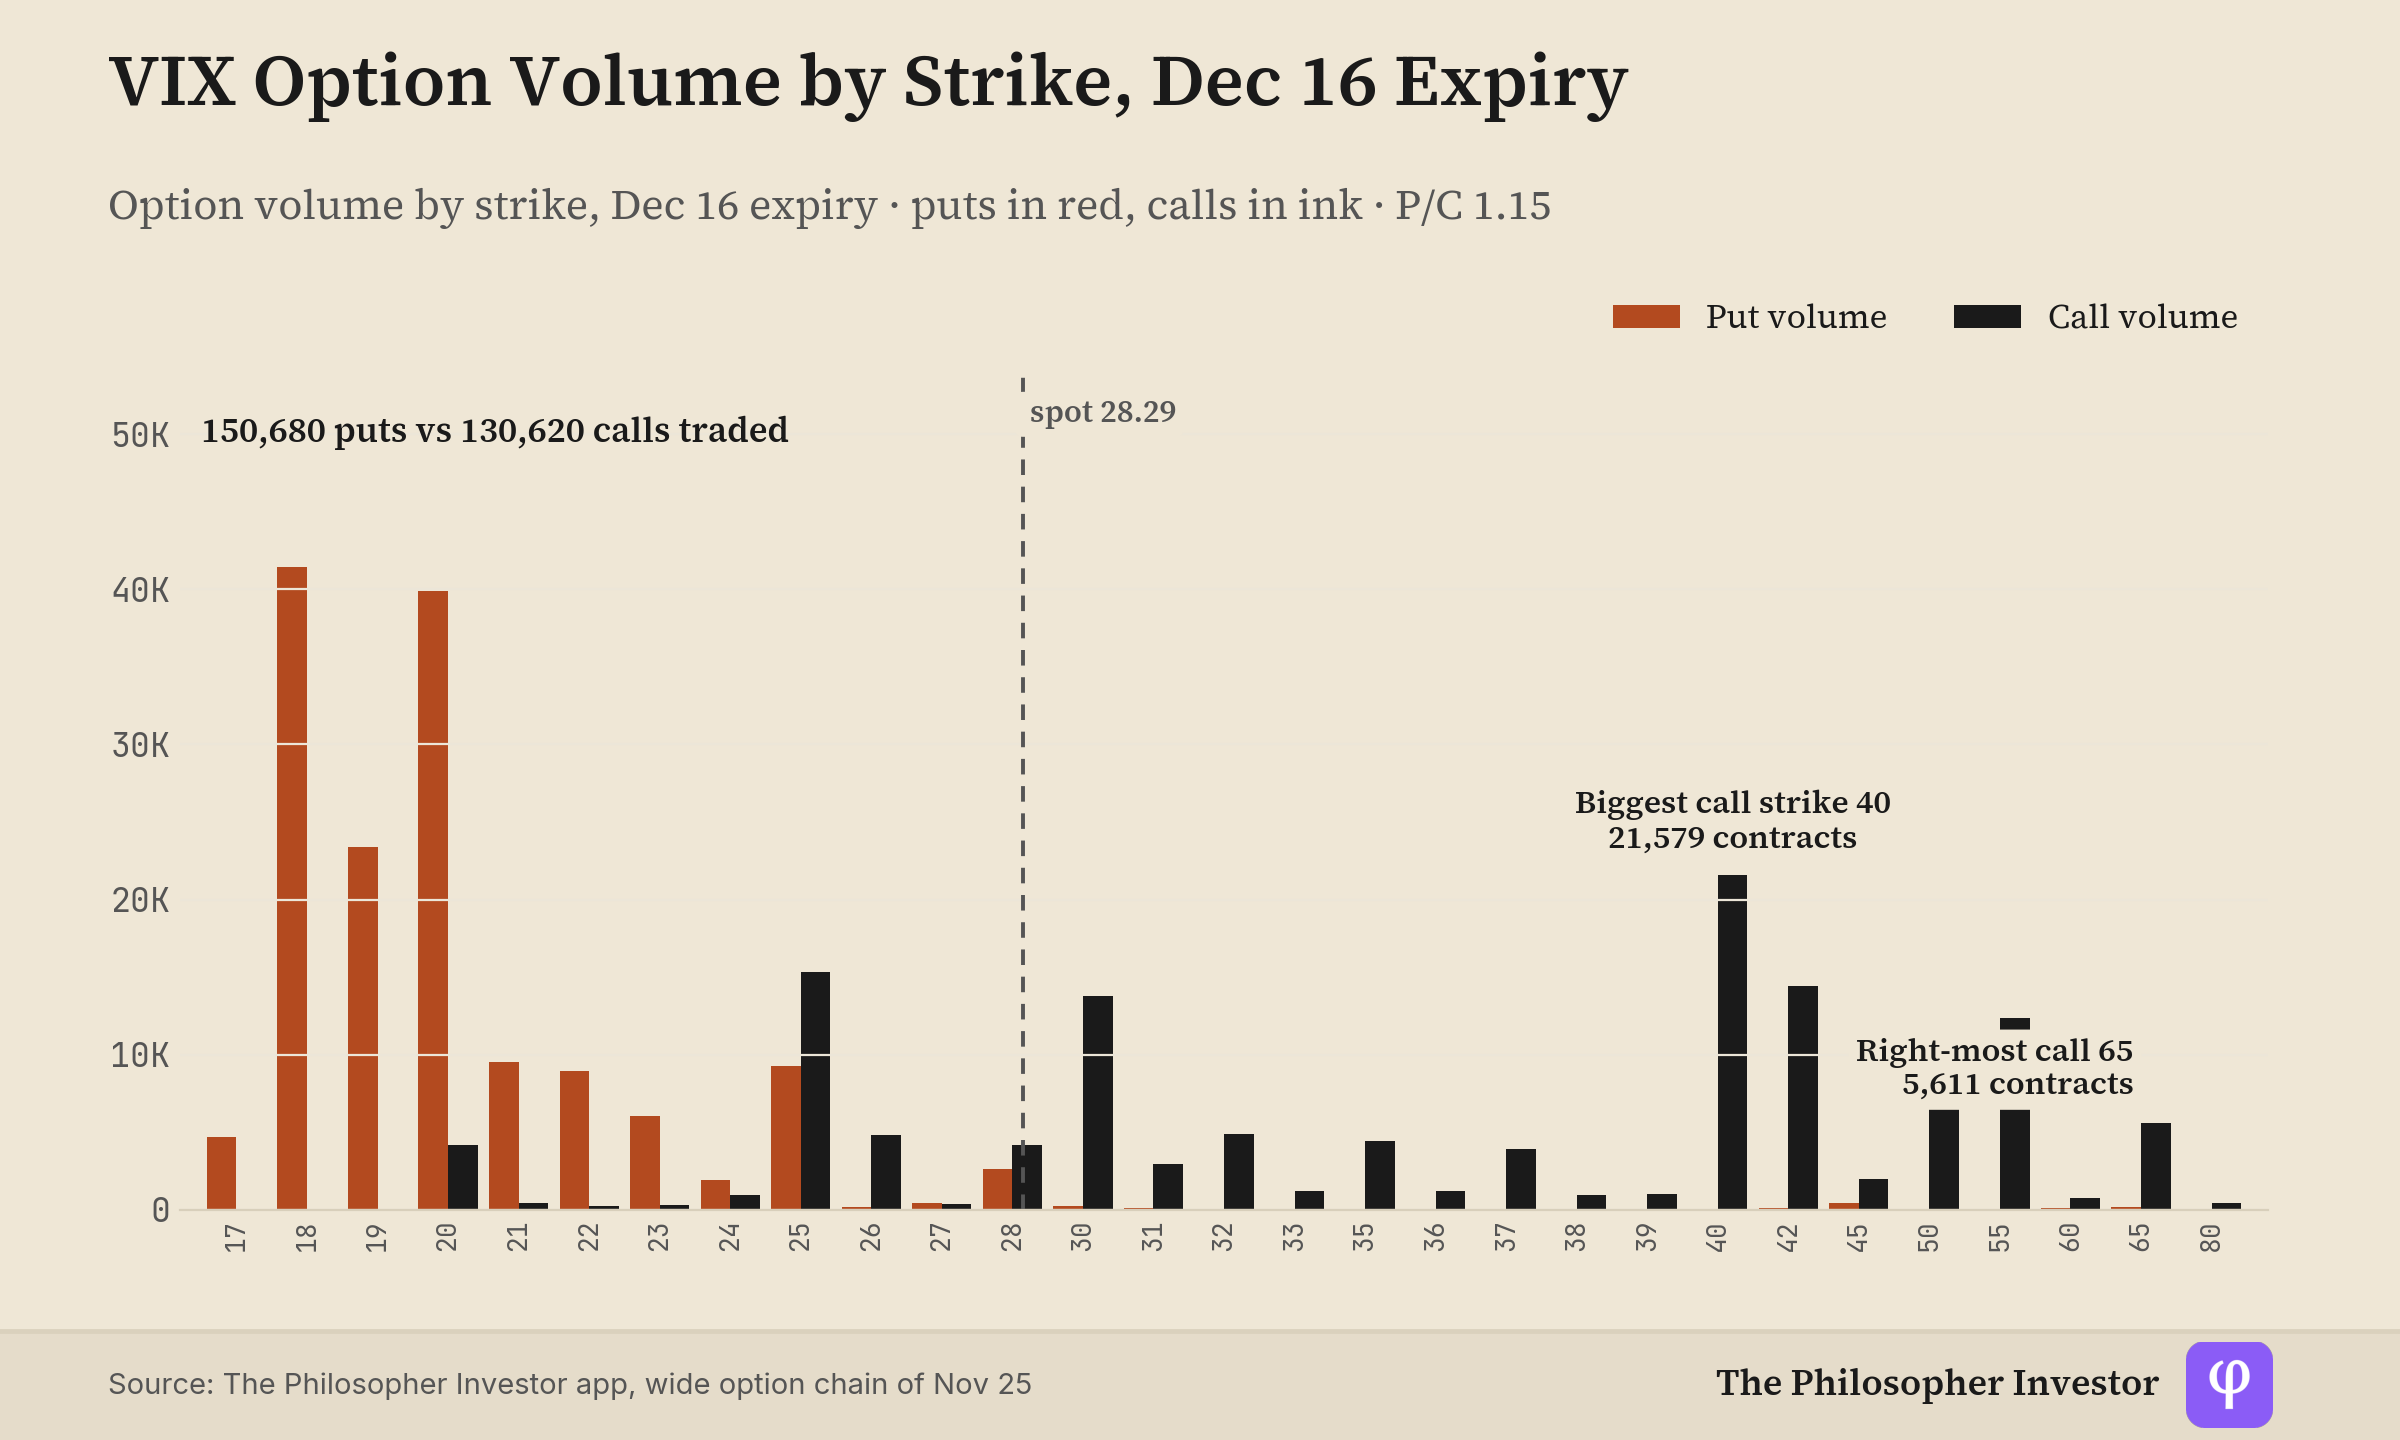 VIX Option Volume by Strike, Dec 16 Expiry
Option volume by strike, Dec 16 expiry · puts in red, calls in ink · P/C 1.15
Put volume
Call volume
50K
150,680 puts vs 130,620 calls traded
spot 28.29
40K
30K
20K
10K
0
Biggest call strike 40
21,579 contracts
Right-most call 65
5,611 contracts
17
18
19
20
21
22
23
24
25
26
27
28
30
31
32
33
35
36
37
38
39
40
42
45
50
55
60
65
80
Source: The Philosopher Investor app, wide option chain of Nov 25
The Philosopher Investor
φ